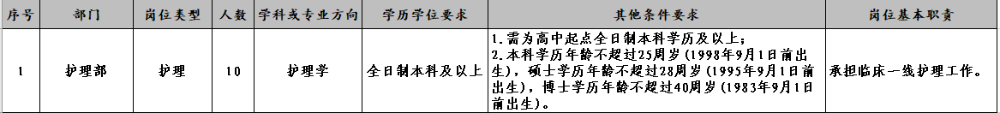 序号 部门 岗位类型 人数 学科或专业方向 学历学位要求 其他条件要求 岗位基本职责
1 护理部 护理 10 护理学 全日制本科及以上
1.需为高中起点全日制本科学历及以上；
2.本科学历年龄不超过25周岁(1998年9月1日前出
生)，硕士学历年龄不超过28周岁(1995年9月1日前
出生)，博士学历年龄不超过40周岁(1983年9月1日
前出生)。
承担临床一线护理工作。